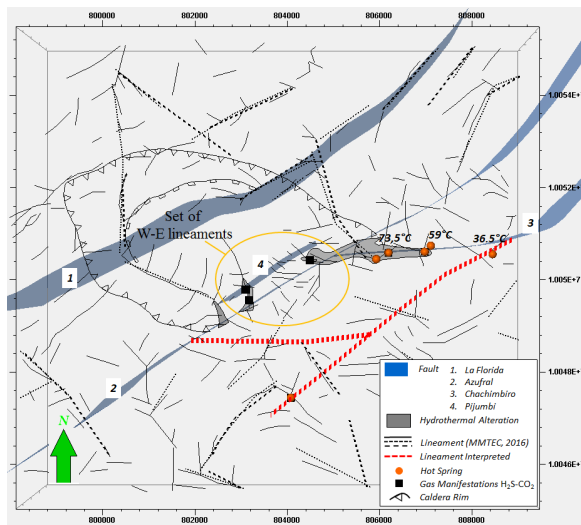 800000 802000 804000 806000 808000
1.0054E+
1.0052E+
Set of
W-E lineaments
73,5°C 59°C 36.5°C 3
4
1
1.005E+7
2
N
1.0048E+
1.0046E+
Fault 1. La Florida
2. Azufral
3. Chachimbiro
4. Pijumbi
Hydrothermal Alteration
Lineament (MMTEC, 2016)
Lineament Interpreted
Hot Spring
Gas Manifestations H₂S-CO₂
Caldera Rim
800000 802000 804000 806000 808000